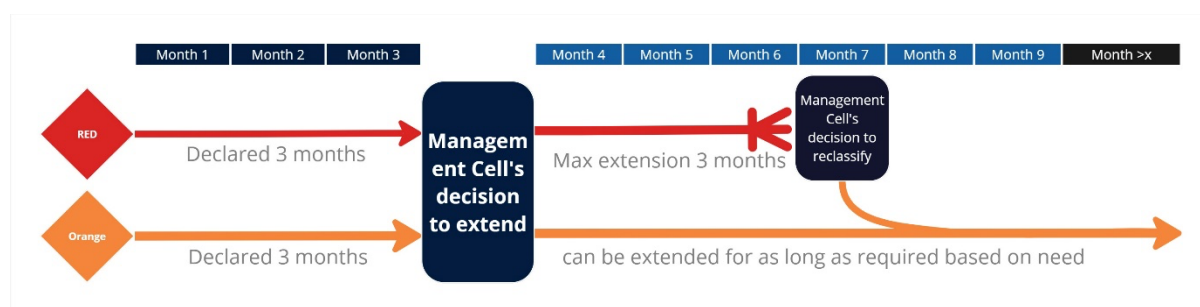 Month 1 Month 2 Month 3 Month 4 Month 5 Month 6 Month 7 Month 8 Month 9 Month >x
RED
Declared 3 months
Managem
ent Cell's
decision
to extend
Max extension 3 months
Management
Cell's
decision to
reclassify
Orange
Declared 3 months
can be extended for as long as required based on need